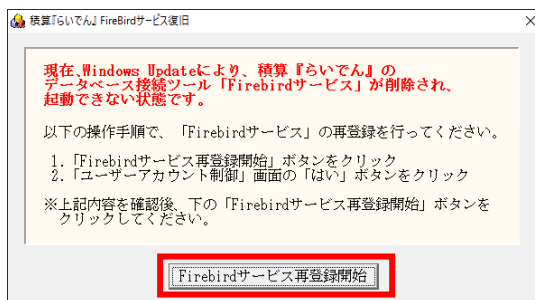 積算『らいでん』 FireBirdサービス復旧
現在、Windows Updateにより、積算『らいでん』の
データベース接続ツール「Firebirdサービス」が削除され、
起動できない状態です。
以下の操作手順で、「Firebirdサービス」の再登録を行ってください。
1.「Firebirdサービス再登録開始」ボタンをクリック
2.「ユーザーアカウント制御」画面の「はい」ボタンをクリック
※上記内容を確認後、下の「Firebirdサービス再登録開始」ボタンを
クリックしてください。
Firebirdサービス再登録開始